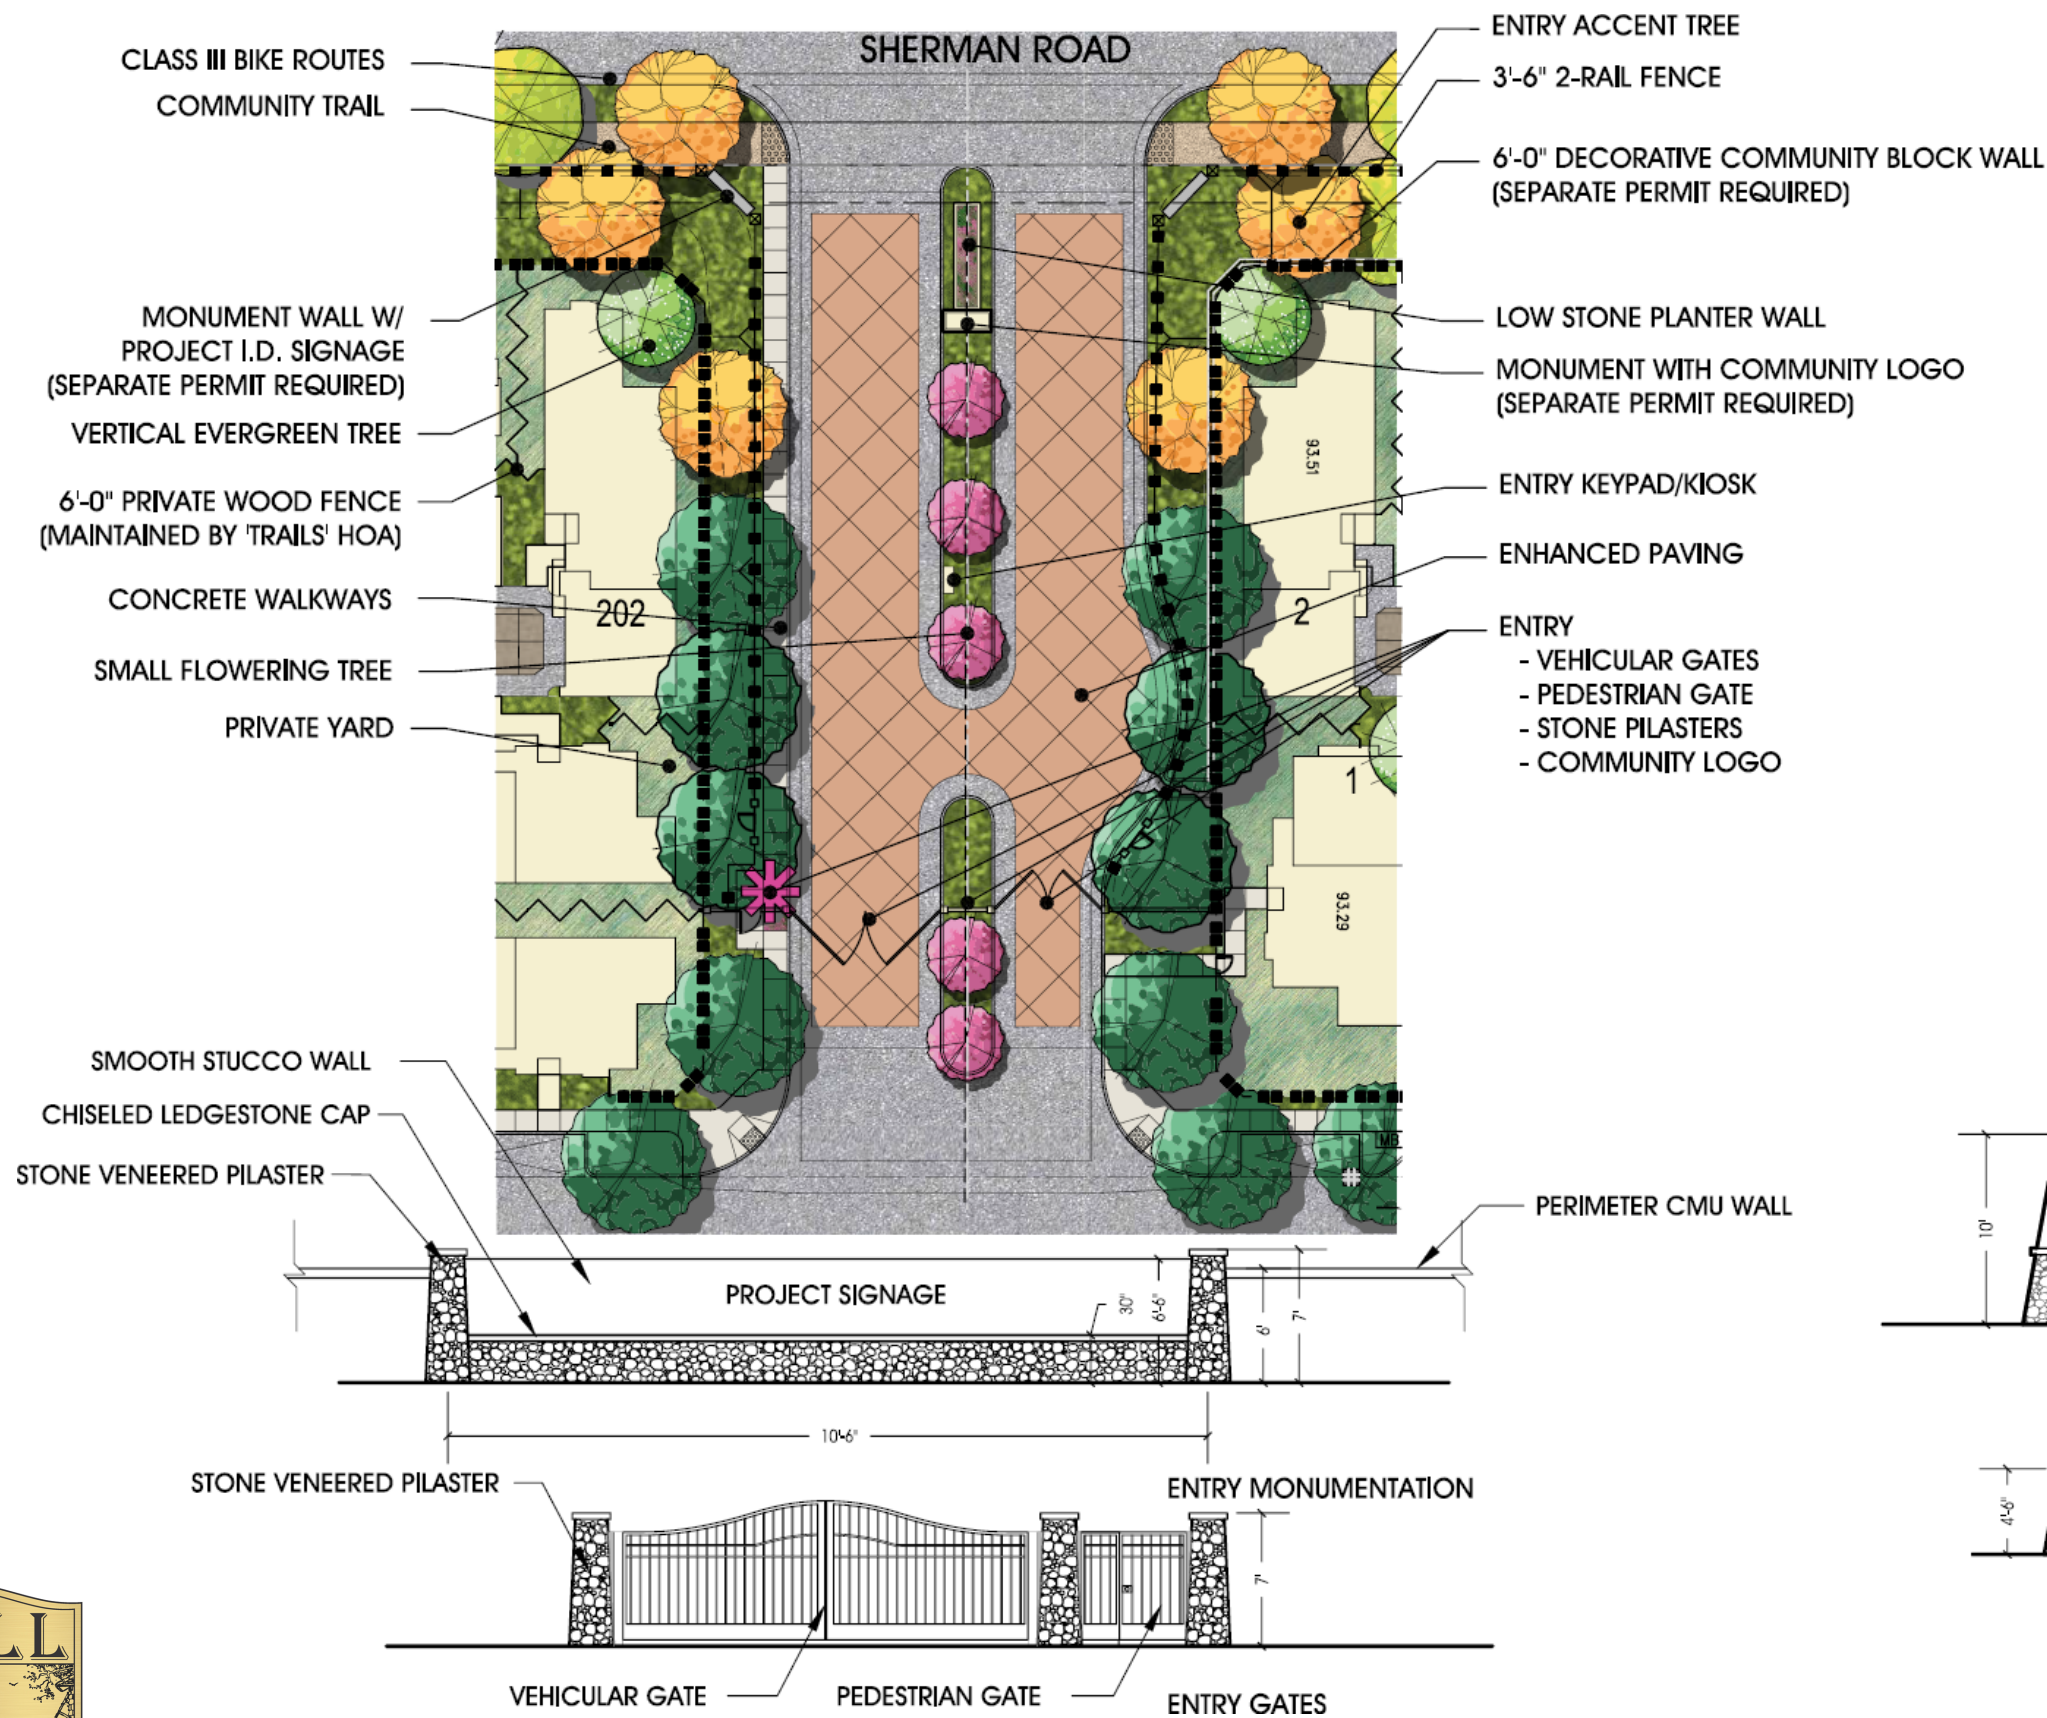 SHERMAN ROAD
CLASS III BIKE ROUTES
COMMUNITY TRAIL
MONUMENT WALL W/
PROJECT I.D. SIGNAGE
(SEPARATE PERMIT REQUIRED)
VERTICAL EVERGREEN TREE
6'-0" PRIVATE WOOD FENCE
(MAINTAINED BY 'TRAILS' HOA)
CONCRETE WALKWAYS
SMALL FLOWERING TREE
PRIVATE YARD
ENTRY ACCENT TREE
3'-6" 2-RAIL FENCE
6'-0" DECORATIVE COMMUNITY BLOCK WALL
(SEPARATE PERMIT REQUIRED)
LOW STONE PLANTER WALL
MONUMENT WITH COMMUNITY LOGO
(SEPARATE PERMIT REQUIRED)
ENTRY KEYPAD/KIOSK
ENHANCED PAVING
ENTRY
- VEHICULAR GATES
- PEDESTRIAN GATE
- STONE PILASTERS
- COMMUNITY LOGO
93.51
202
2
1
93.29
MB
SMOOTH STUCCO WALL
CHISELED LEDGESTONE CAP
STONE VENEERED PILASTER
PERIMETER CMU WALL
PROJECT SIGNAGE
30"
6'-6"
6'
7'
10'-6"
10'
STONE VENEERED PILASTER
ENTRY MONUMENTATION
7'
4'-6"
VEHICULAR GATE
PEDESTRIAN GATE
ENTRY GATES
LL